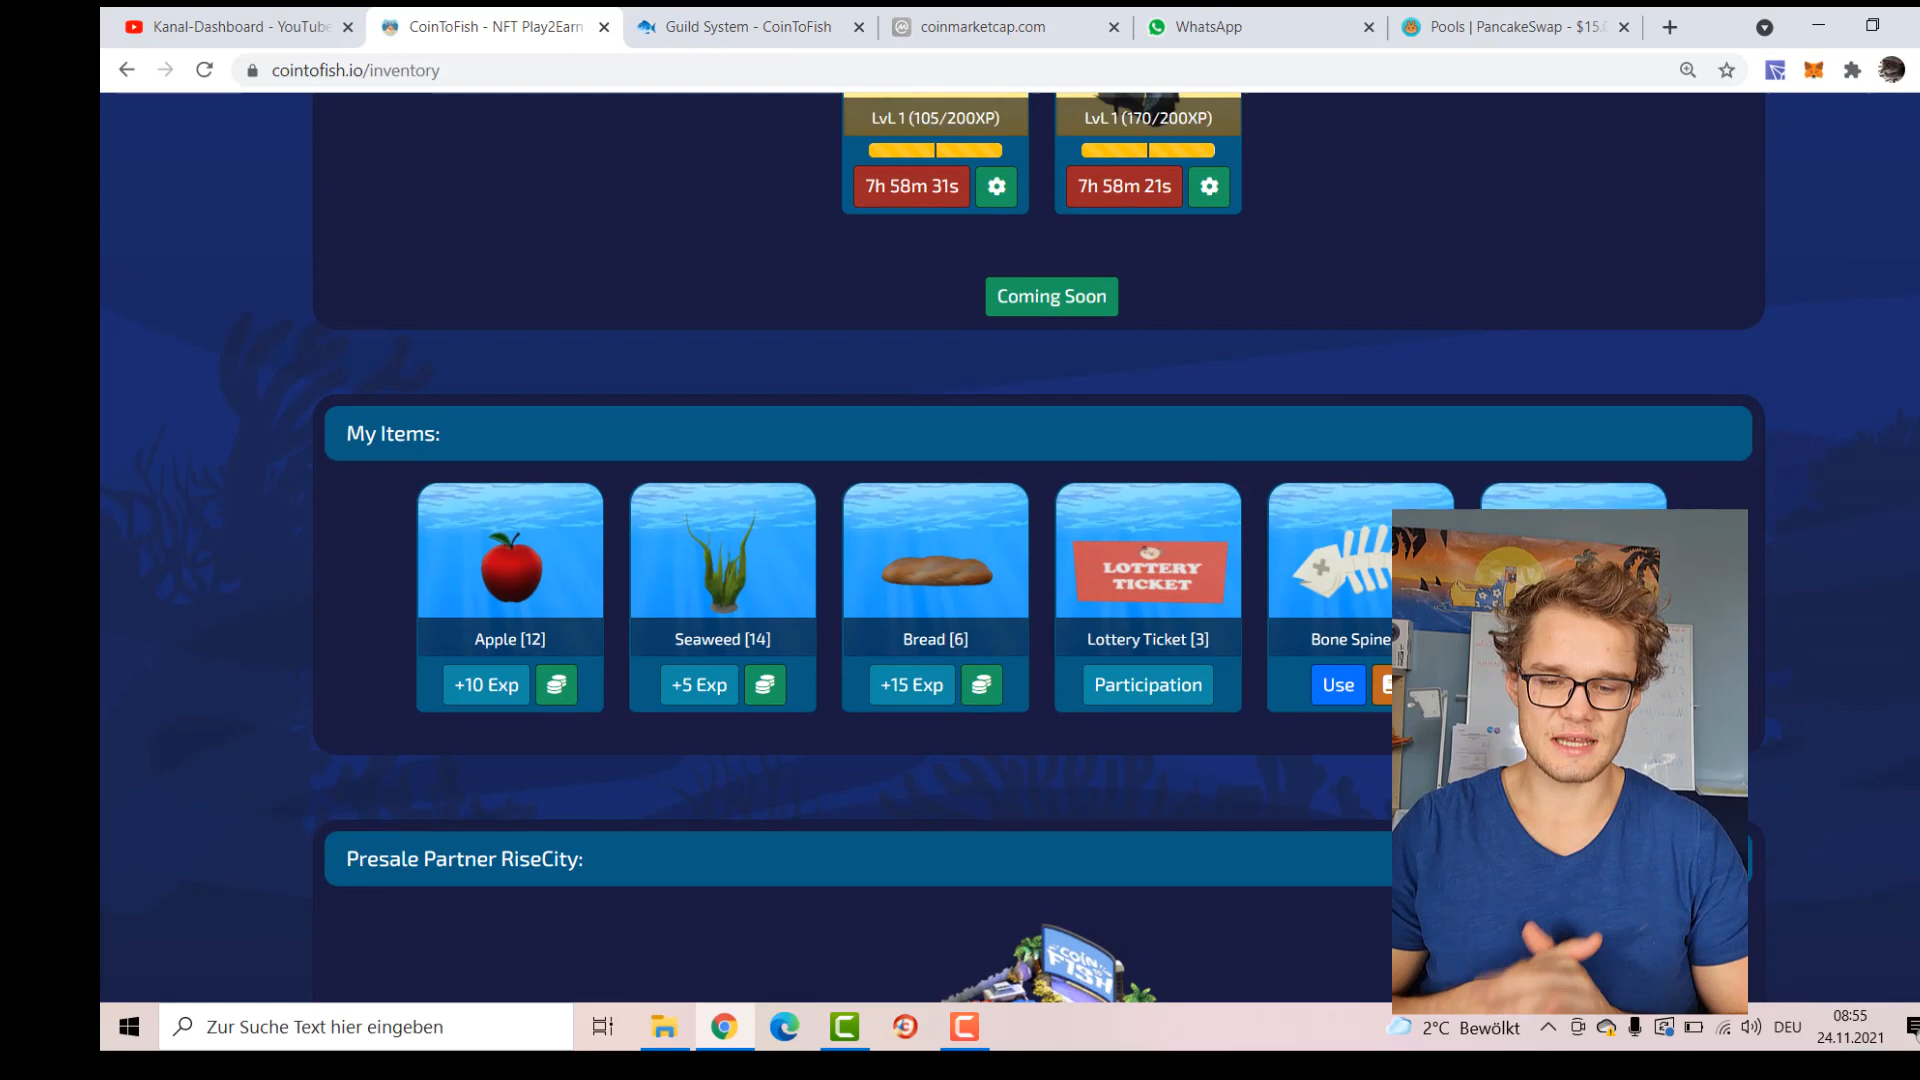 Kanal-Dashboard - YouTube
CoinToFish - NFT Play2Earn
Guild System - CoinToFish
coinmarketcap.com
WhatsApp
Pools | PancakeSwap - $15.
cointofish.io/inventory
LvL 1 (105/200XP)
LvL 1 (170/200XP)
7h 58m 31s
7h 58m 21s
Coming Soon
My Items:
LOTTERY
TICKET
Apple [12]
Seaweed [14]
Bread [6]
Lottery Ticket [3]
Bone Spine
+10 Exp
+5 Exp
+15 Exp
Participation
Use
Presale Partner RiseCity:
COIN
FISH
Zur Suche Text hier eingeben
2°C Bewölkt
DEU
08:55
24.11.2021